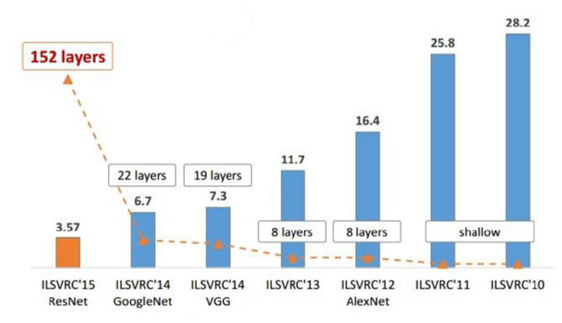 28.2
25.8
152 layers
16.4
11.7
22 layers
19 layers
6.7
7.3
3.57
8 layers
8 layers
shallow
ILSVRC'15
ResNet
ILSVRC'14
GoogleNet
ILSVRC'14
VGG
ILSVRC'13
ILSVRC'12
AlexNet
ILSVRC'11
ILSVRC'10